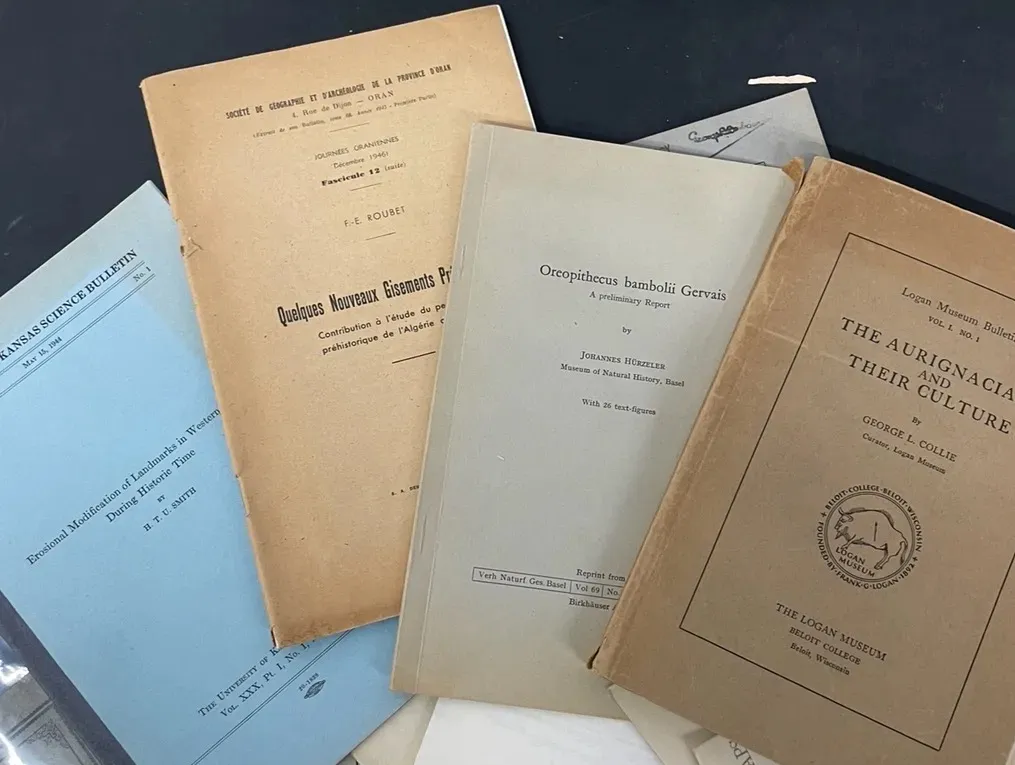 KANSAS SCIENCE BULLETIN
MAY 15, 1944
No. 1
Erosional Modification of Landmarks in Western
During Historic Time
BY
H. T. U. SMITH
THE UNIVERSITY OF
VOL. XXX, Pt. I, No. 1,
SOCIÉTÉ DE GÉOGRAPHIE ET D'ARCHÉOLOGIE DE LA PROVINCE D'ORAN
4, Rue de Dijon — ORAN
JOURNÉES ORANIENNES
Décembre 1946)
Fascicule 12 (suite)
F.-E. ROUBET
Quelques Nouveaux Gisements
Contribution à l'étude du
préhistorique de l'Algérie
Oreopithecus bambolii Gervais
A preliminary Report
by
JOHANNES HÜRZELER
Museum of Natural History, Basel
With 26 text-figures
Reprint from
Verh. Naturf. Ges. Basel | Vol 69 | No.
Birkhäuser
Logan Museum Bulletin
VOL. I. NO. 1
THE AURIGNACIA
AND
THEIR CULTURE
By
GEORGE L. COLLIE
Curator, Logan Museum
BELOIT·COLLEGE·BELOIT·WISCONSIN
FOUNDED·BY·FRANK·G·LOGAN·1892
LOGAN
MUSEUM
THE LOGAN MUSEUM
BELOIT COLLEGE
Beloit, Wisconsin